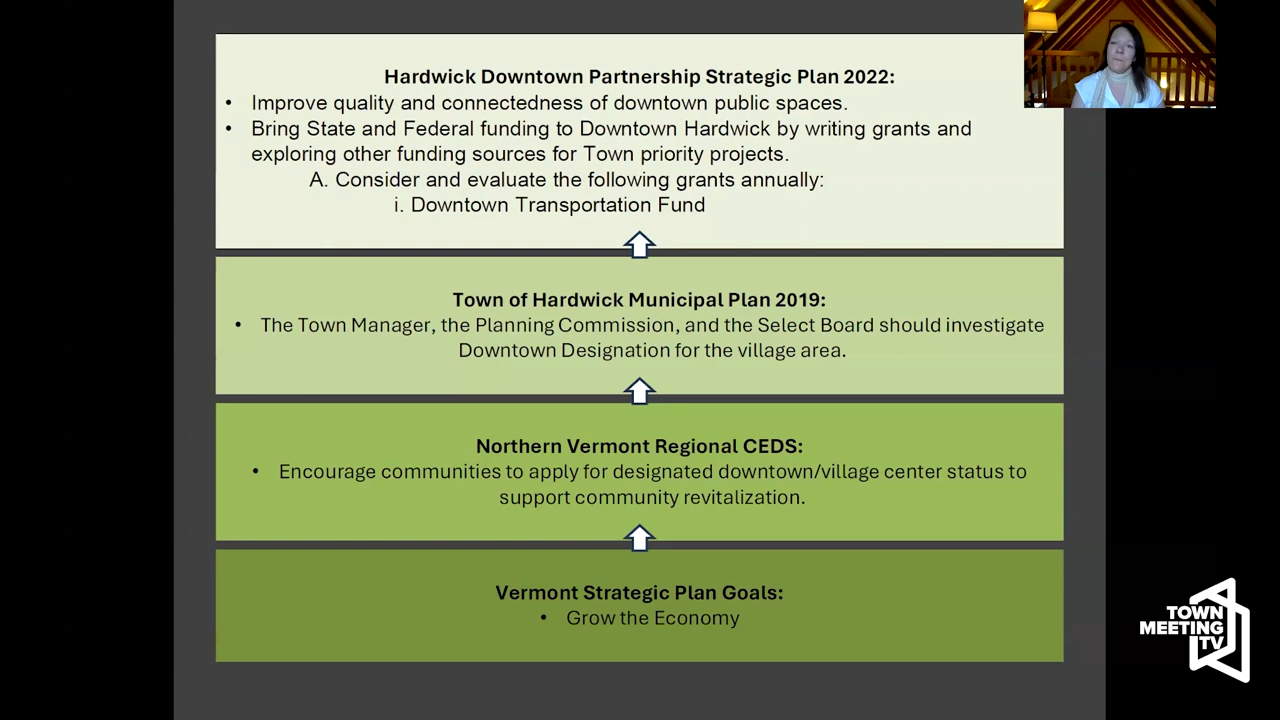 Hardwick Downtown Partnership Strategic Plan 2022:
• Improve quality and connectedness of downtown public spaces.
• Bring State and Federal funding to Downtown Hardwick by writing grants and
exploring other funding sources for Town priority projects.
A. Consider and evaluate the following grants annually:
i. Downtown Transportation Fund
Town of Hardwick Municipal Plan 2019:
• The Town Manager, the Planning Commission, and the Select Board should investigate
Downtown Designation for the village area.
Northern Vermont Regional CEDS:
• Encourage communities to apply for designated downtown/village center status to
support community revitalization.
Vermont Strategic Plan Goals:
• Grow the Economy
TOWN
MEETING
TV